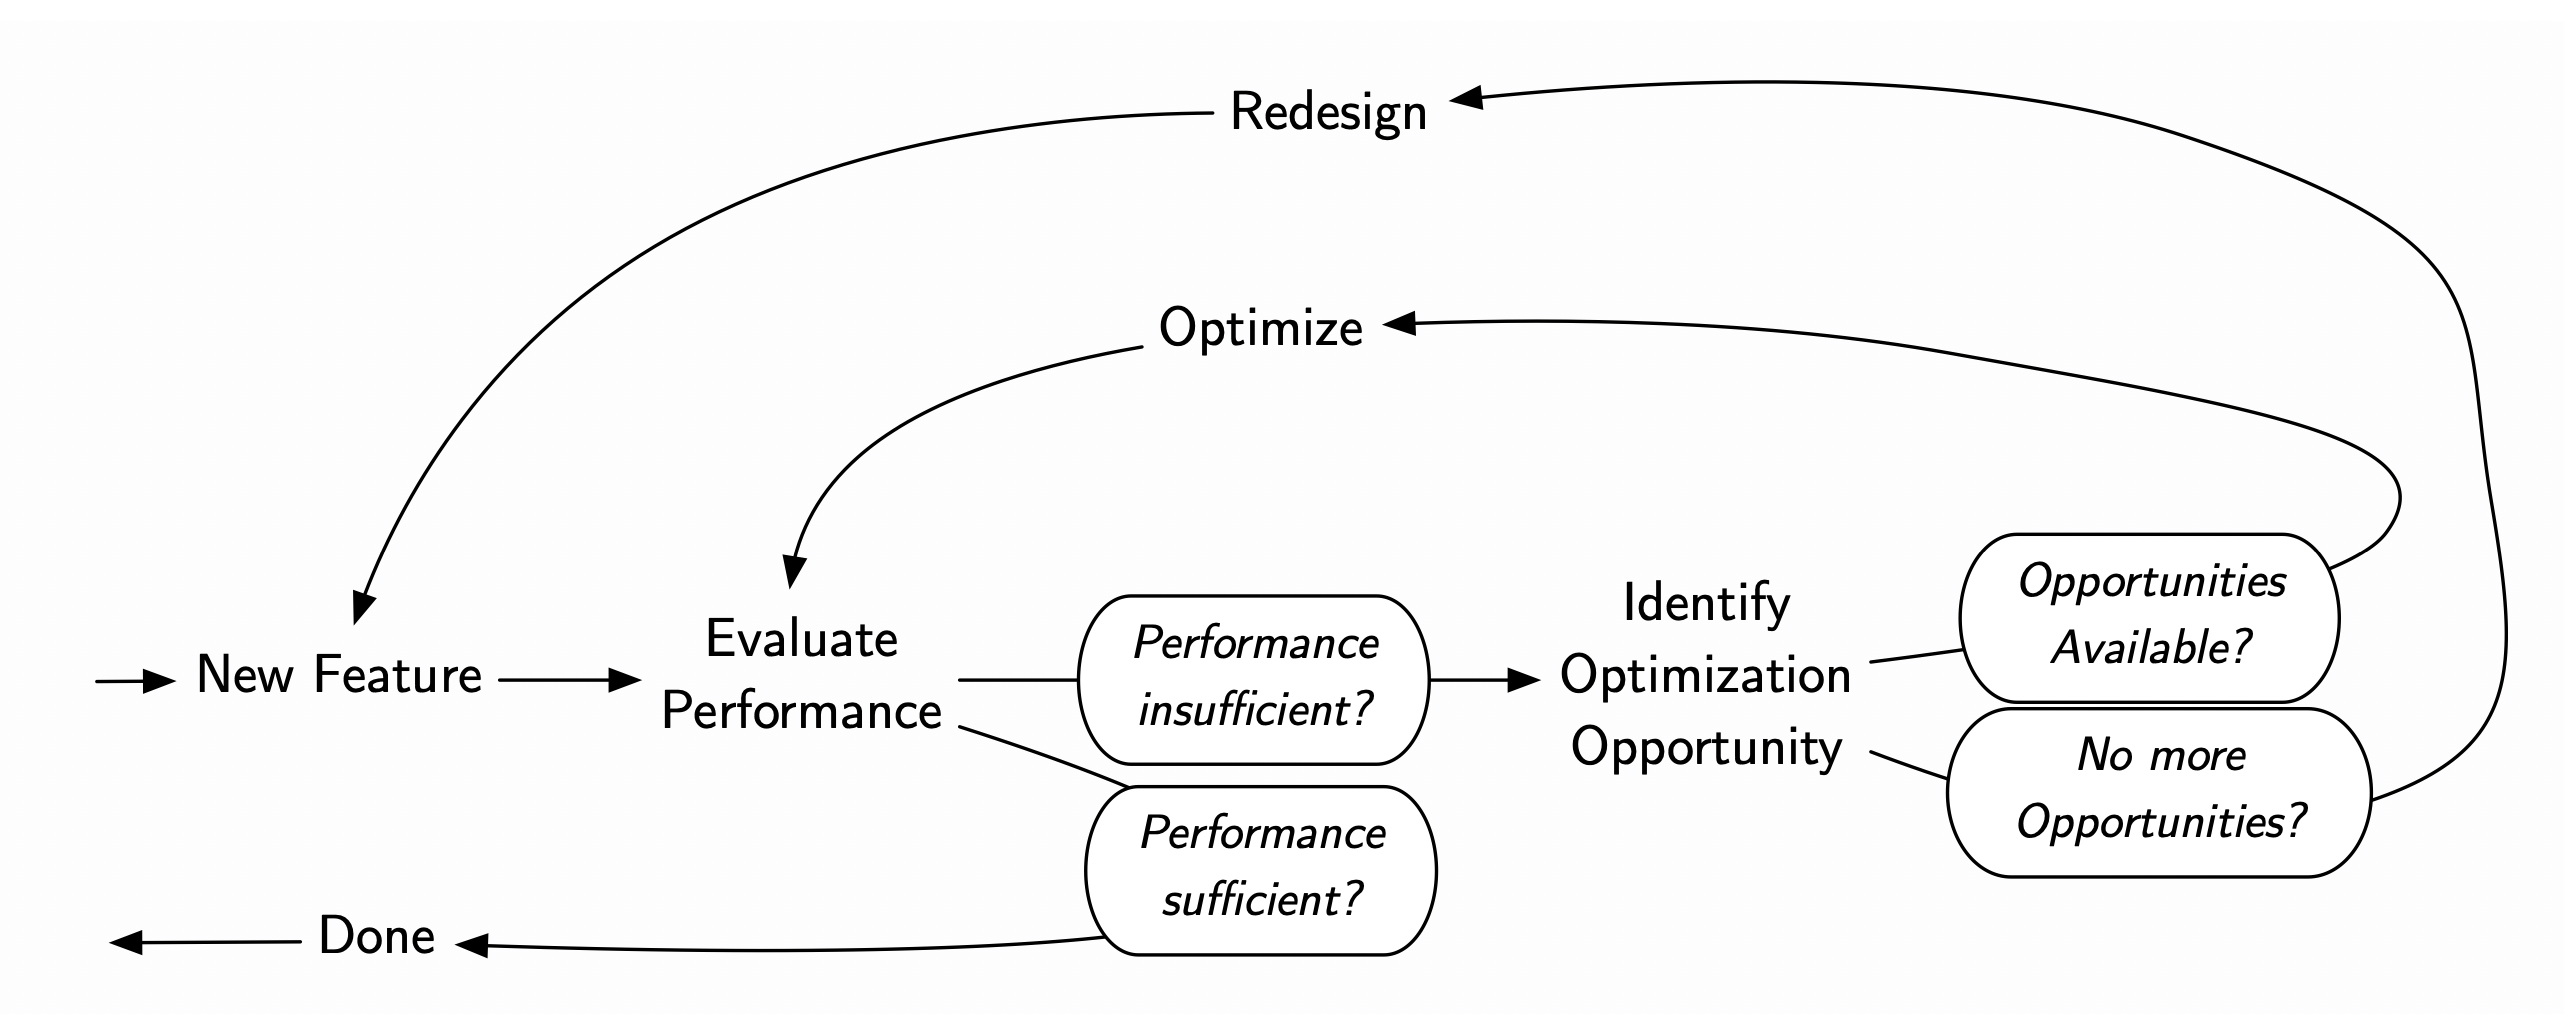 Redesign
Optimize
New Feature
Evaluate
Performance
Performance
insufficient?
Performance
sufficient?
Identify
Optimization
Opportunity
Opportunities
Available?
No more
Opportunities?
Done